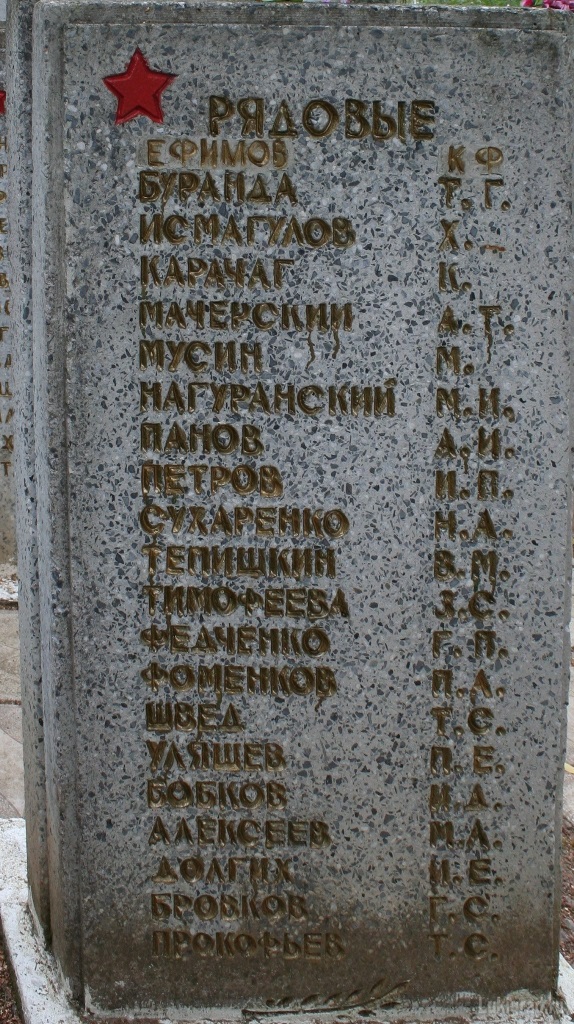 РЯДОВЫЕ
ЕФИМОВ К Ф
БУРАНДА Т. Г.
ИСМАГУЛОВ Х.
КАРАЧАГ К.
МАЧЕРСКИЙ А. Т.
МУСИН М.
НАГУРАНСКИЙ М. И.
ПАНОВ А. И.
ПЕТРОВ И. П.
СУХАРЕНКО Н. А.
ТЕПИШКИН В. М.
ТИМОФЕЕВА З. С.
ФЕДЧЕНКО Г. П.
ФОМЕНКОВ П. А.
ШВЕД Т. С.
УЛЯЩЕВ П. Е.
БОБКОВ И. Д.
АЛЕКСЕЕВ М. А.
ДОЛГИХ И. Е.
БРОВКОВ Г. С.
ПРОКОФЬЕВ Т. С.